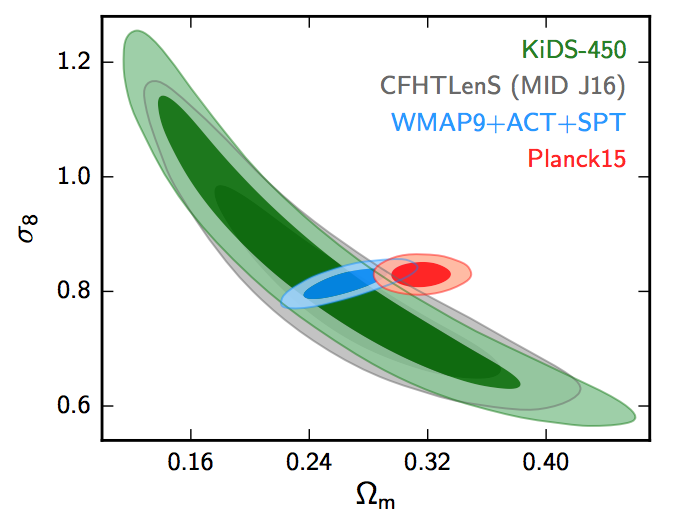 KiDS-450
CFHTLenS (MID J16)
WMAP9+ACT+SPT
Planck15
1.2
1.0
0.8
0.6
σ8
0.16 0.24 0.32 0.40
Ωm